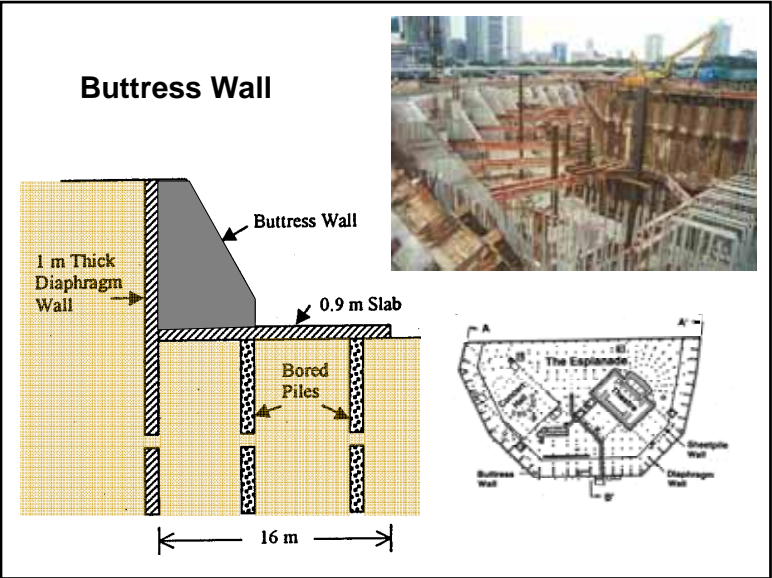 Buttress Wall
Buttress Wall
1 m Thick
Diaphragm
Wall
0.9 m Slab
Bored
Piles
16 m
A
A'
The Esplanade
Theatre
Sheetpile
Wall
Buttress
Wall
Diaphragm
Wall
B'